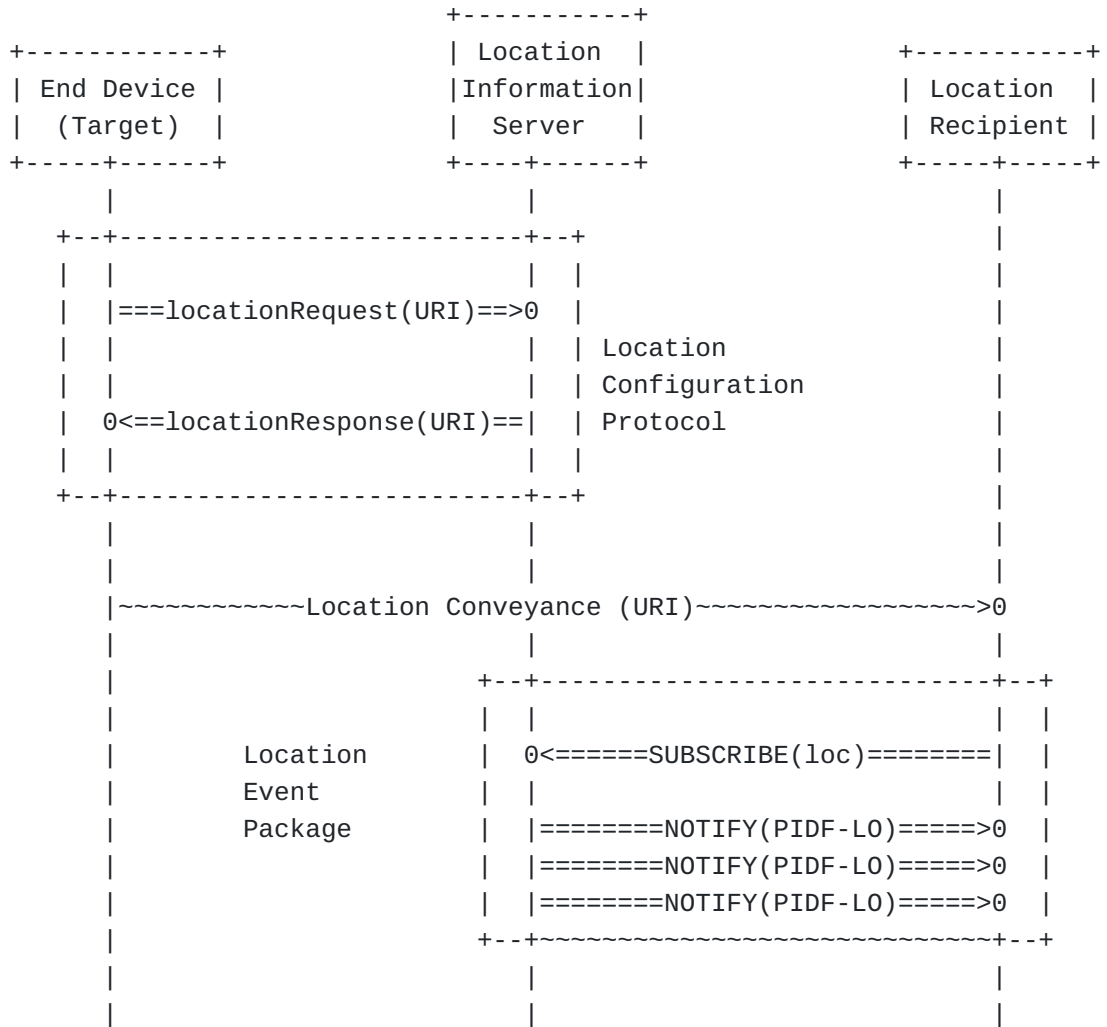 Location
End Device Information Location
(Target) Server Recipient
===locationRequest(URI)==>0
Location
Configuration
0<==locationResponse(URI)== Protocol
~~~~~~~~~~~~Location Conveyance (URI)~~~~~~~~~~~~~~~~~~>0
Location 0<======SUBSCRIBE(loc)========
Event
Package ========NOTIFY(PIDF-LO)=====>0
========NOTIFY(PIDF-LO)=====>0
========NOTIFY(PIDF-LO)=====>0